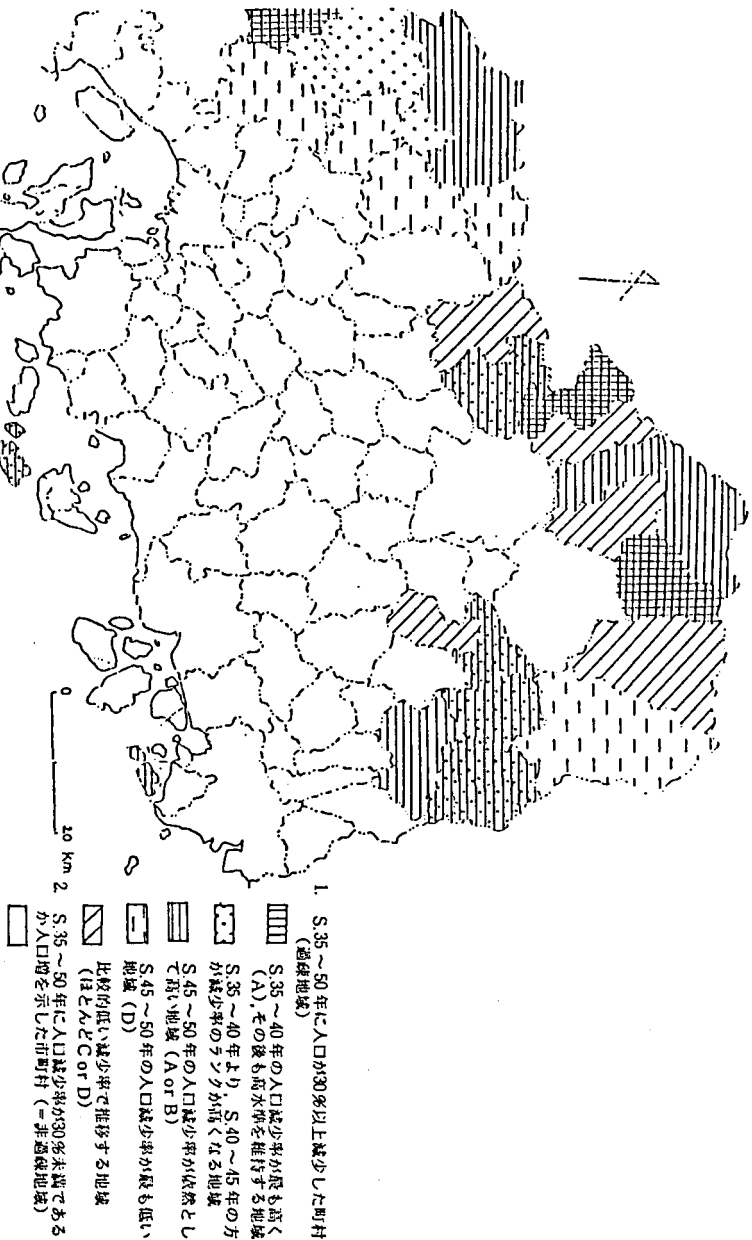 0
20 km
1. S.35～50年に人口が30%以上減少した町村
(過疎地域)
S.35～40年の人口減少率が最も高く
(A),その後も高水準を維持する地域
S.35～40年より, S.40～45年の方
が減少率のランクが高くなる地域
S.45～50年の人口減少率が依然とし
て高い地域 (A or B)
S.45～50年の人口減少率が最も低い
地域 (D)
比較的低い減少率で推移する地域
(ほとんどC or D)
2. S.35～50年に人口減少率が30%未満である
か人口増を示した市町村 (=非過疎地域)